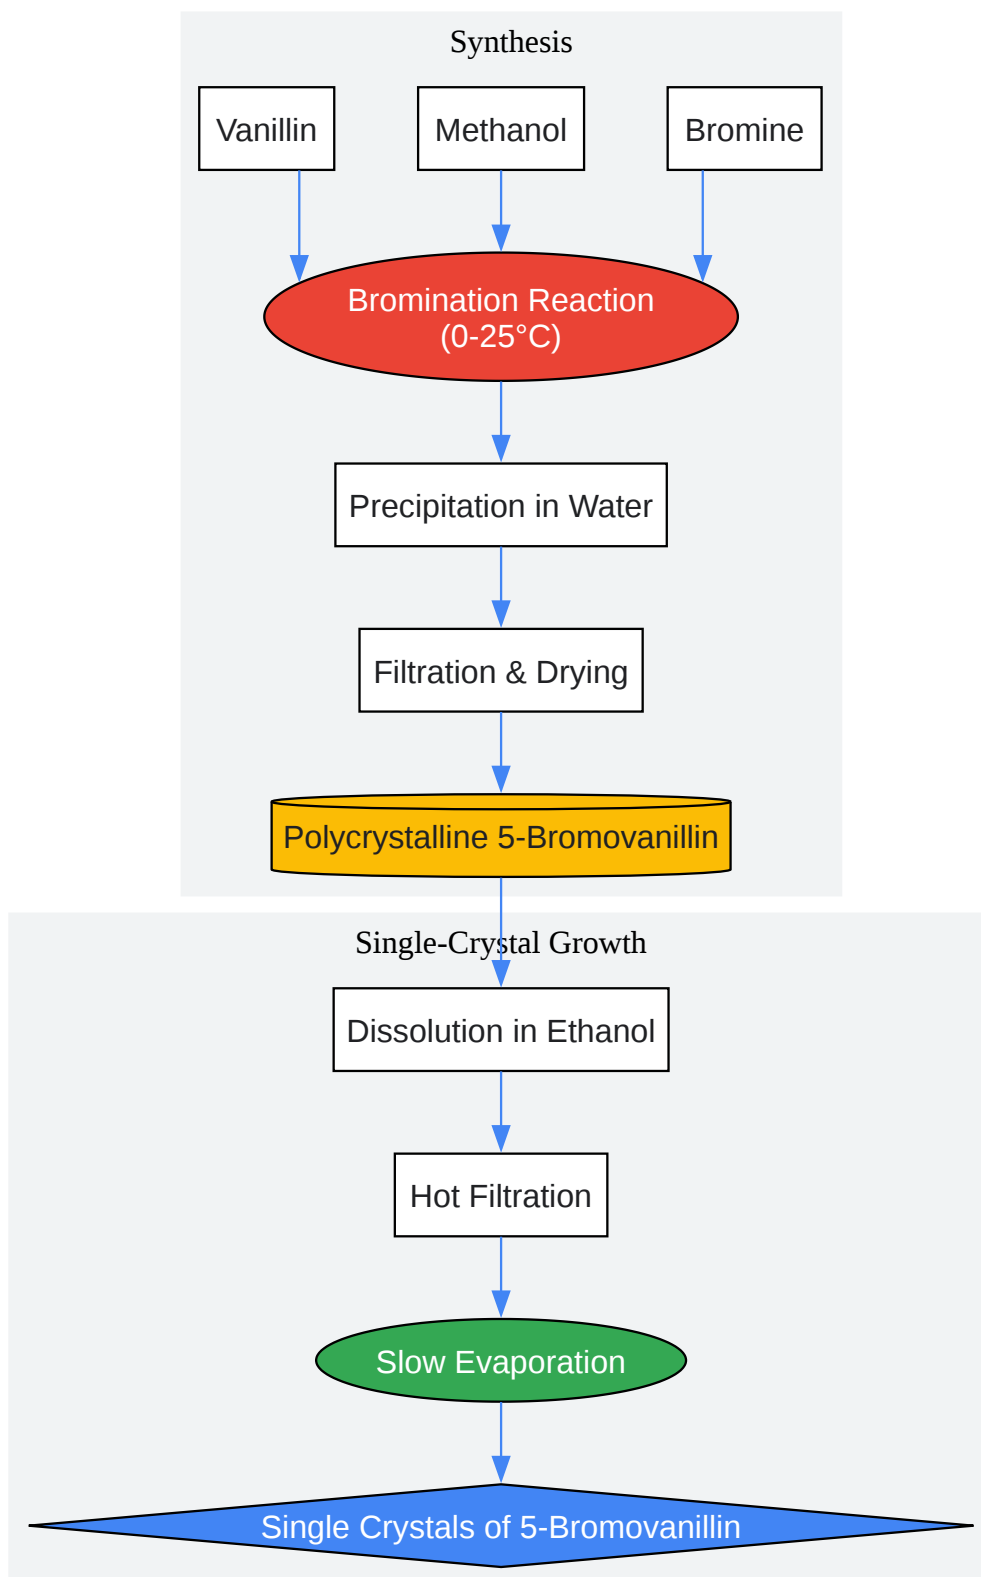 Synthesis
Vanillin
Methanol
Bromine
Bromination Reaction
(0-25°C)
Precipitation in Water
Filtration & Drying
Polycrystalline 5-Bromovanillin
Single-Crystal Growth
Dissolution in Ethanol
Hot Filtration
Slow Evaporation
Single Crystals of 5-Bromovanillin